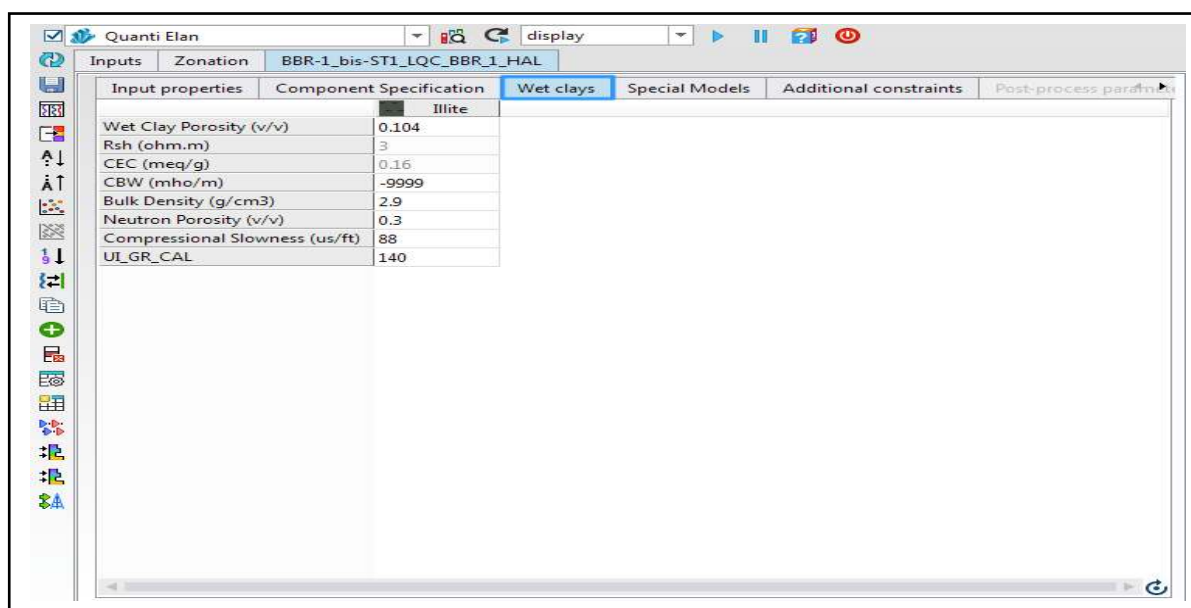 Quanti Elan display
Inputs Zonation BBR-1_bis-ST1_LQC_BBR_1_HAL
Input properties Component Specification Wet clays Special Models Additional constraints Post-process
Illite
Wet Clay Porosity (v/v) 0.104
Rsh (ohm.m) 3
CEC (meq/g) 0.16
CBW (mho/m) -9999
Bulk Density (g/cm3) 2.9
Neutron Porosity (v/v) 0.3
Compressional Slowness (us/ft) 88
UI_GR_CAL 140